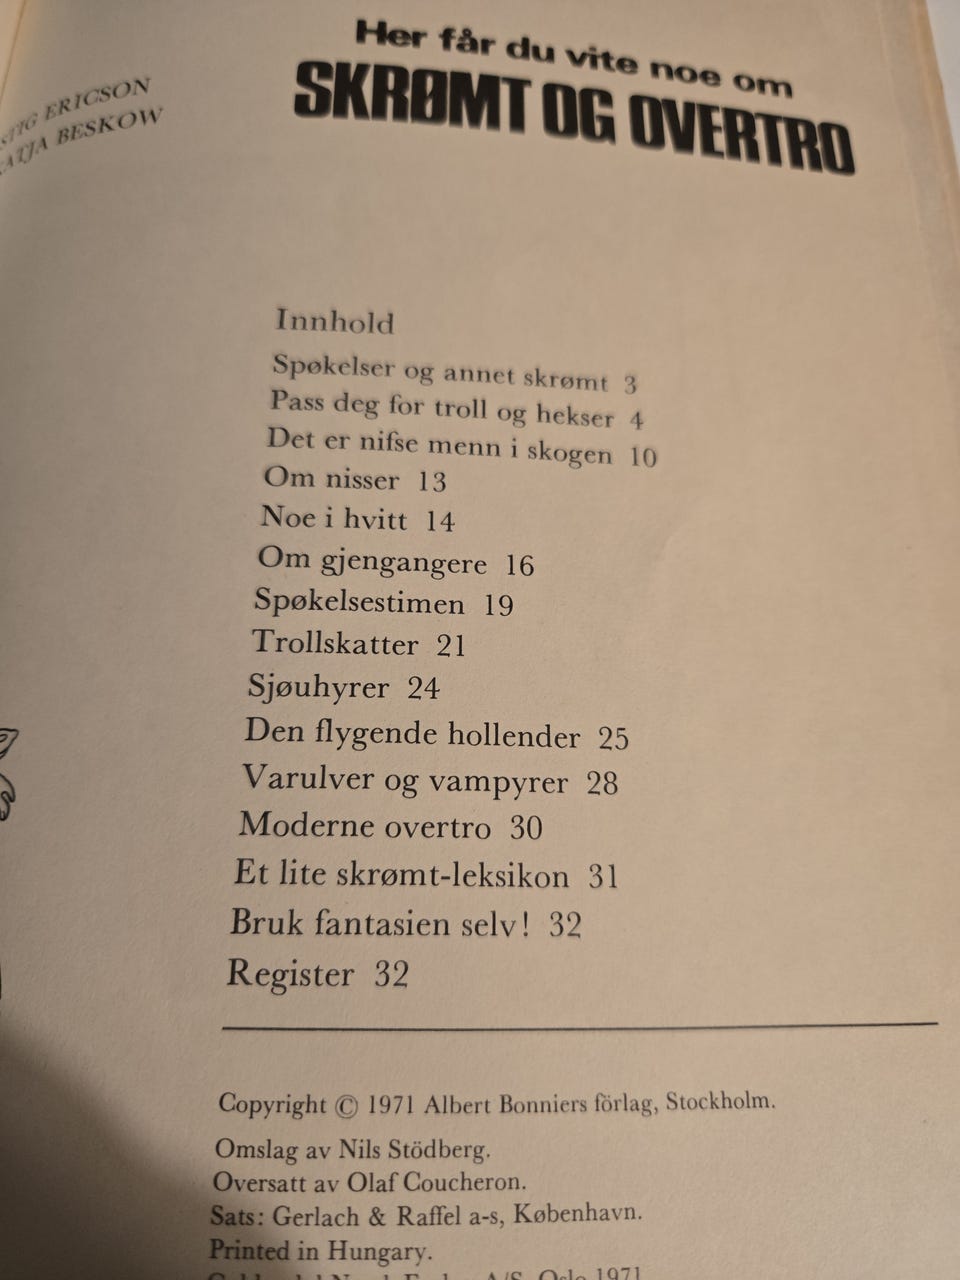 STIG ERICSON
KATJA BESKOW
Her får du vite noe om
SKRØMT OG OVERTRO
Innhold
Spøkelser og annet skrømt 3
Pass deg for troll og hekser 4
Det er nifse menn i skogen 10
Om nisser 13
Noe i hvitt 14
Om gjengangere 16
Spøkelsestimen 19
Trollskatter 21
Sjøuhyrer 24
Den flygende hollender 25
Varulver og vampyrer 28
Moderne overtro 30
Et lite skrømt-leksikon 31
Bruk fantasien selv! 32
Register 32
Copyright © 1971 Albert Bonniers förlag, Stockholm.
Omslag av Nils Stödberg.
Oversatt av Olaf Coucheron.
Sats: Gerlach & Raffel a-s, København.
Printed in Hungary.
A/S, Oslo 1971